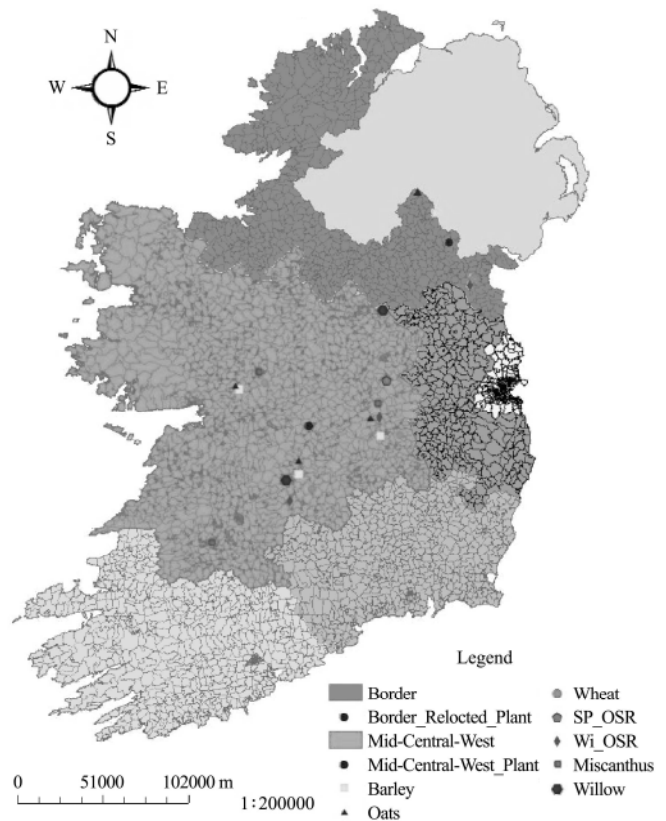 N
W E
S
Legend
Border
Border_Relocted_Plant
Mid-Central-West
Mid-Central-West_Plant
Barley
Oats
Wheat
SP_OSR
Wi_OSR
Miscanthus
Willow
0 51000 102000 m
1:200000